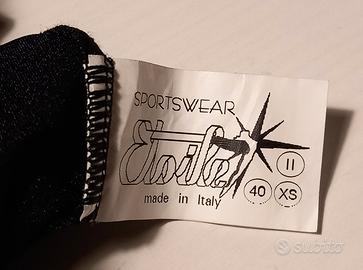 SPORTSWEAR
Etoile
made in Italy
II
40
XS
subito